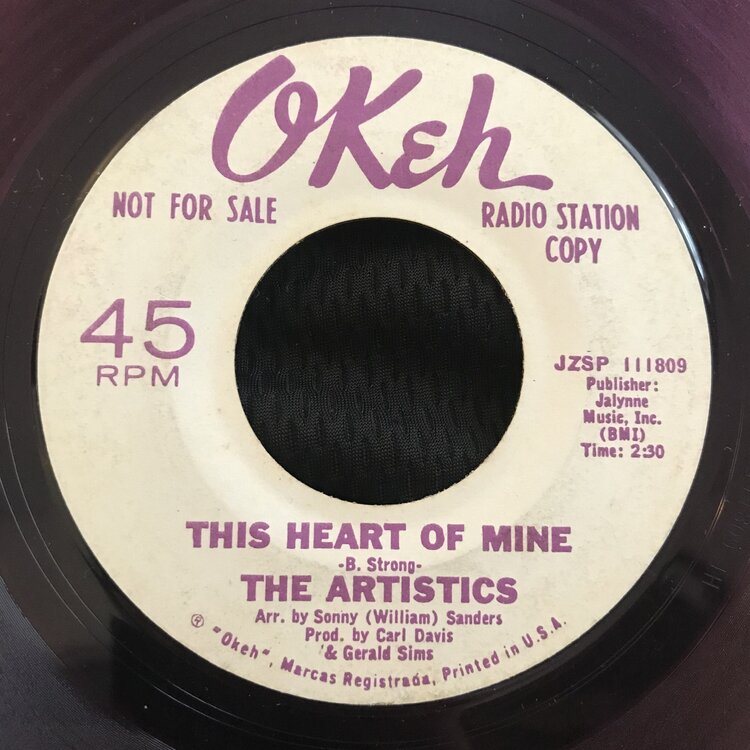 OKeh
NOT FOR SALE
RADIO STATION
COPY
45
RPM
JZSP 111809
Publisher:
Jalynne
Music, Inc.
(BMI)
Time: 2:30
THIS HEART OF MINE
-B. Strong-
THE ARTISTICS
Arr. by Sonny (William) Sanders
Prod. by Carl Davis
& Gerald Sims
℗ "Okeh", Marcas Registrada, Printed in U.S.A.